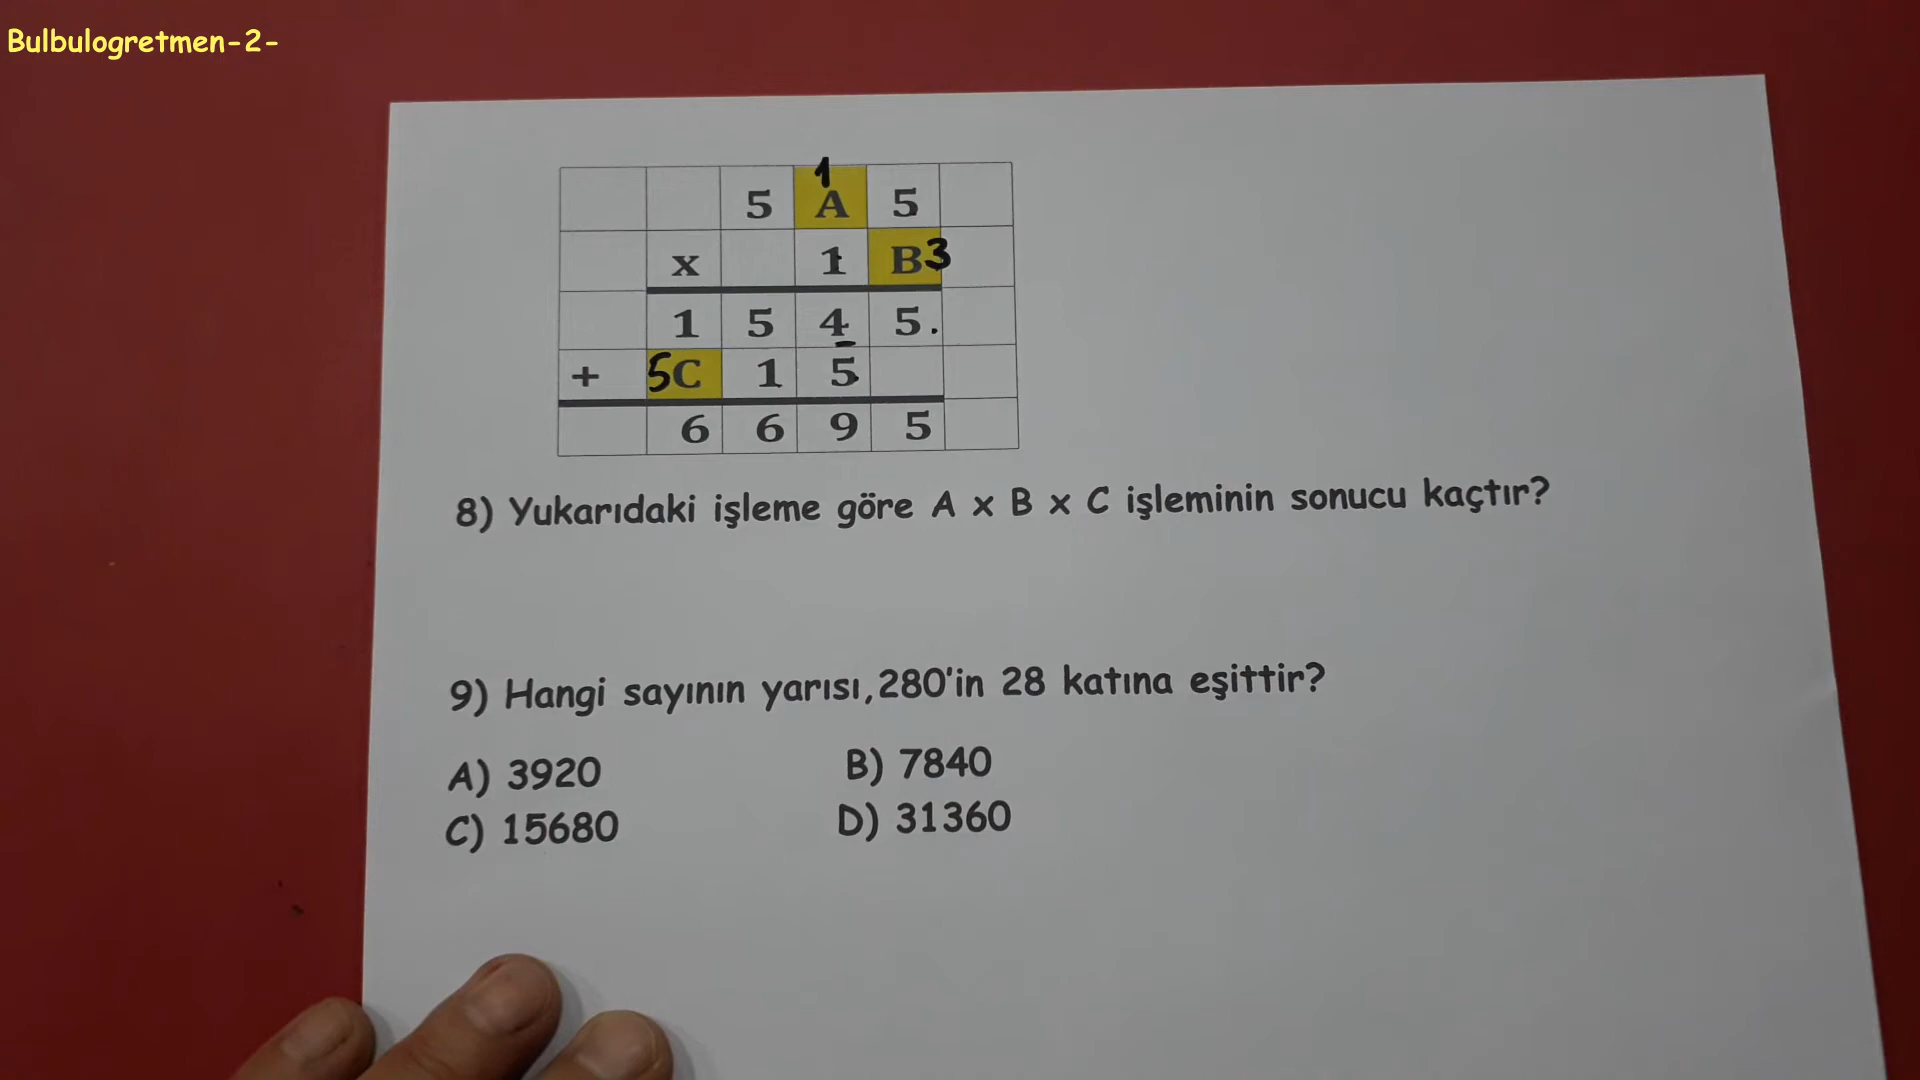 Bulbulogretmen-2-
1
5 A 5
x 1 B3
1 5 4 5.
+ 5C 1 5
6 6 9 5
8) Yukarıdaki işleme göre A x B x C işleminin sonucu kaçtır?
9) Hangi sayının yarısı,280'in 28 katına eşittir?
A) 3920 B) 7840
C) 15680 D) 31360